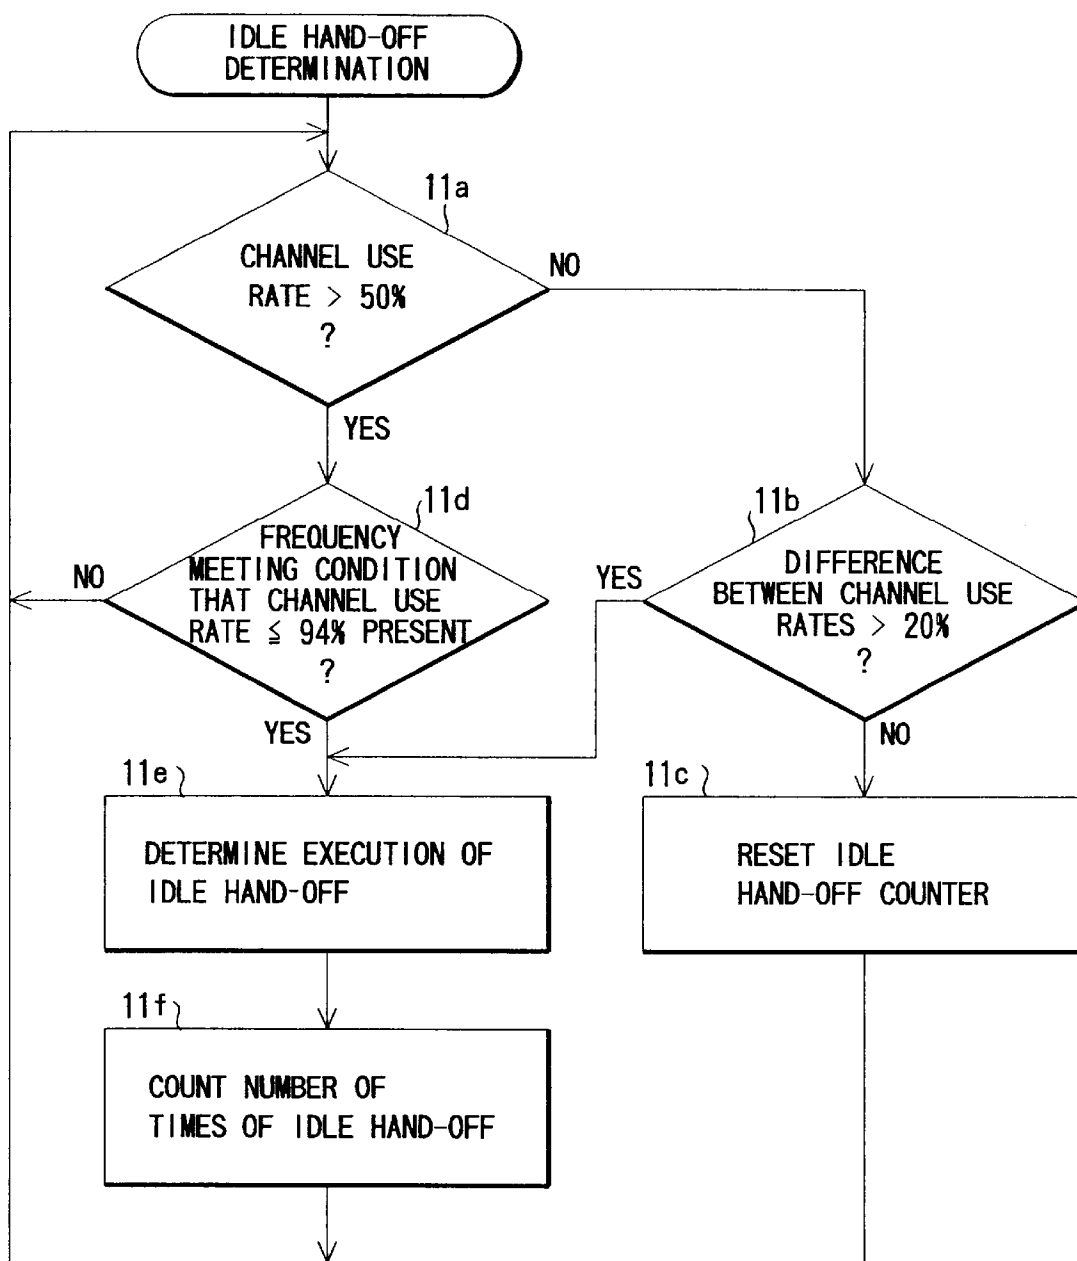 IDLE HAND-OFF
DETERMINATION
11a
CHANNEL USE
RATE > 50%
?
NO
YES
11d
FREQUENCY
MEETING CONDITION
THAT CHANNEL USE
RATE ≦ 94% PRESENT
?
NO
YES
11b
DIFFERENCE
BETWEEN CHANNEL USE
RATES > 20%
?
YES
NO
11e
DETERMINE EXECUTION OF
IDLE HAND-OFF
11c
RESET IDLE
HAND-OFF COUNTER
11f
COUNT NUMBER OF
TIMES OF IDLE HAND-OFF